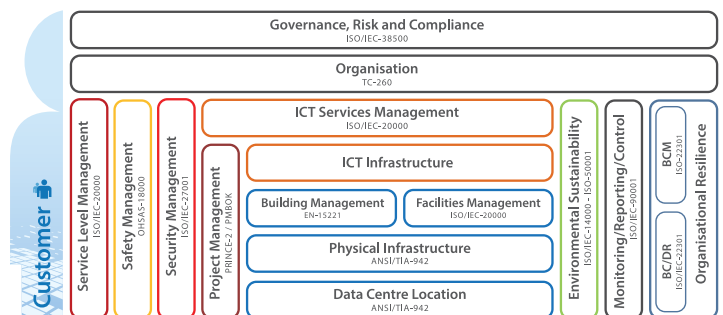 Governance, Risk and Compliance
ISO/IEC-38500
Organisation
TC-260
Customer
Service Level Management
ISO/IEC-20000
Safety Management
OHSAS-18000
Security Management
ISO/IEC-27001
ICT Services Management
ISO/IEC-20000
Project Management
PRINCE-2 / PMBOK
ICT Infrastructure
Building Management
EN-15221
Facilities Management
ISO/IEC-20000
Physical Infrastructure
ANSI/TIA-942
Data Centre Location
ANSI/TIA-942
Environmental Sustainability
ISO/IEC-14000 - ISO-50001
Monitoring/Reporting/Control
ISO/IEC-90001
BCM
ISO-22301
BC/DR
ISO/IEC-22301
Organisational Resilience